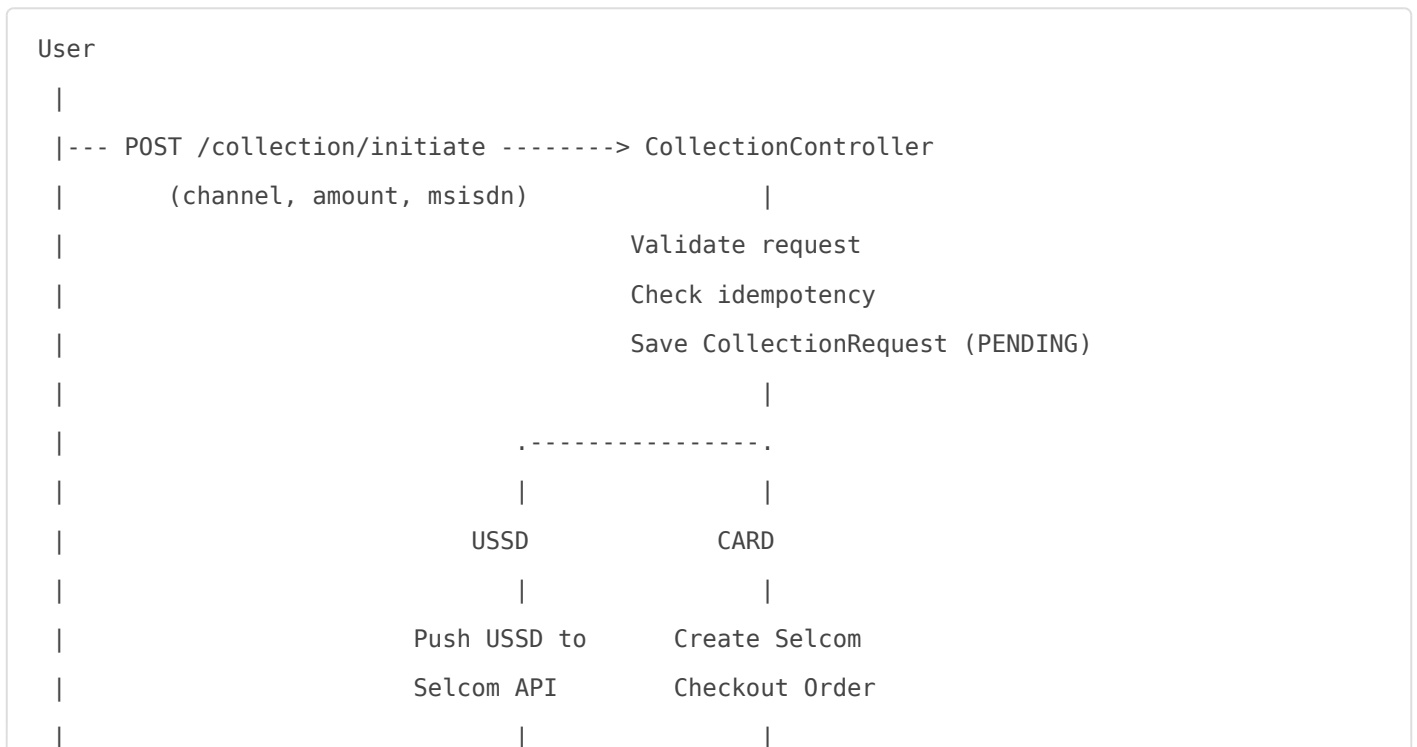 User
|
|--- POST /collection/initiate --------> CollectionController
|       (channel, amount, msisdn)                |
|                                       Validate request
|                                       Check idempotency
|                                       Save CollectionRequest (PENDING)
|                                                |
|                               .----------------.
|                               |                |
|                            USSD             CARD
|                               |                |
|                        Push USSD to      Create Selcom
|                        Selcom API        Checkout Order
|                               |                |